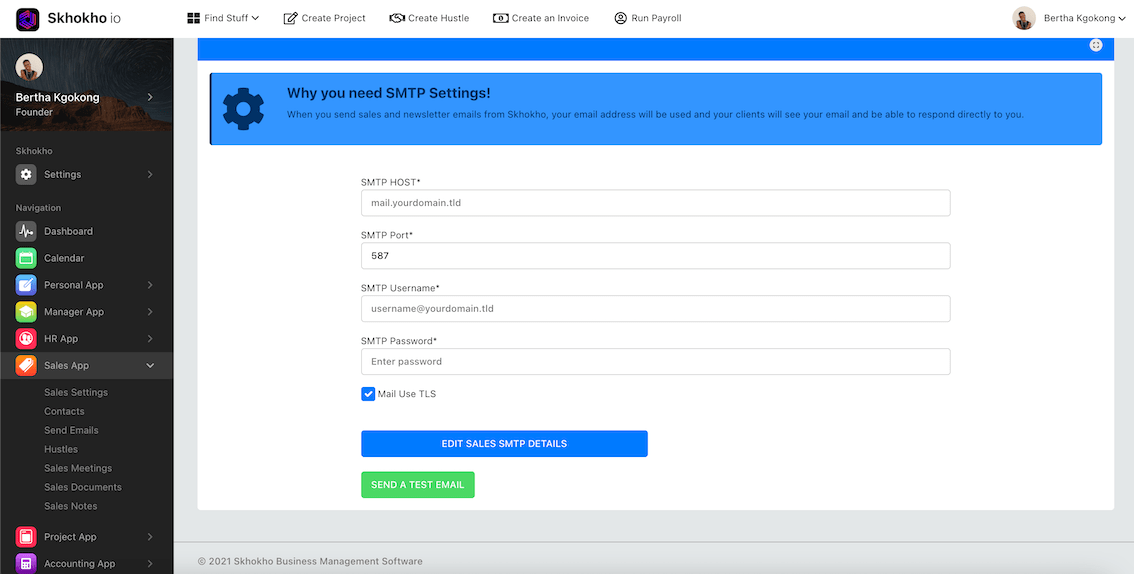 Skhokho io
Find Stuff
Create Project
Create Hustle
Create an Invoice
Run Payroll
Bertha Kgokong
Bertha Kgokong
Founder
Skhokho
Settings
Navigation
Dashboard
Calendar
Personal App
Manager App
HR App
Sales App
Sales Settings
Contacts
Send Emails
Hustles
Sales Meetings
Sales Documents
Sales Notes
Project App
Accounting App
Why you need SMTP Settings!
When you send sales and newsletter emails from Skhokho, your email address will be used and your clients will see your email and be able to respond directly to you.
SMTP HOST*
mail.yourdomain.tld
SMTP Port*
587
SMTP Username*
username@yourdomain.tld
SMTP Password*
Enter password
Mail Use TLS
EDIT SALES SMTP DETAILS
SEND A TEST EMAIL
© 2021 Skhokho Business Management Software